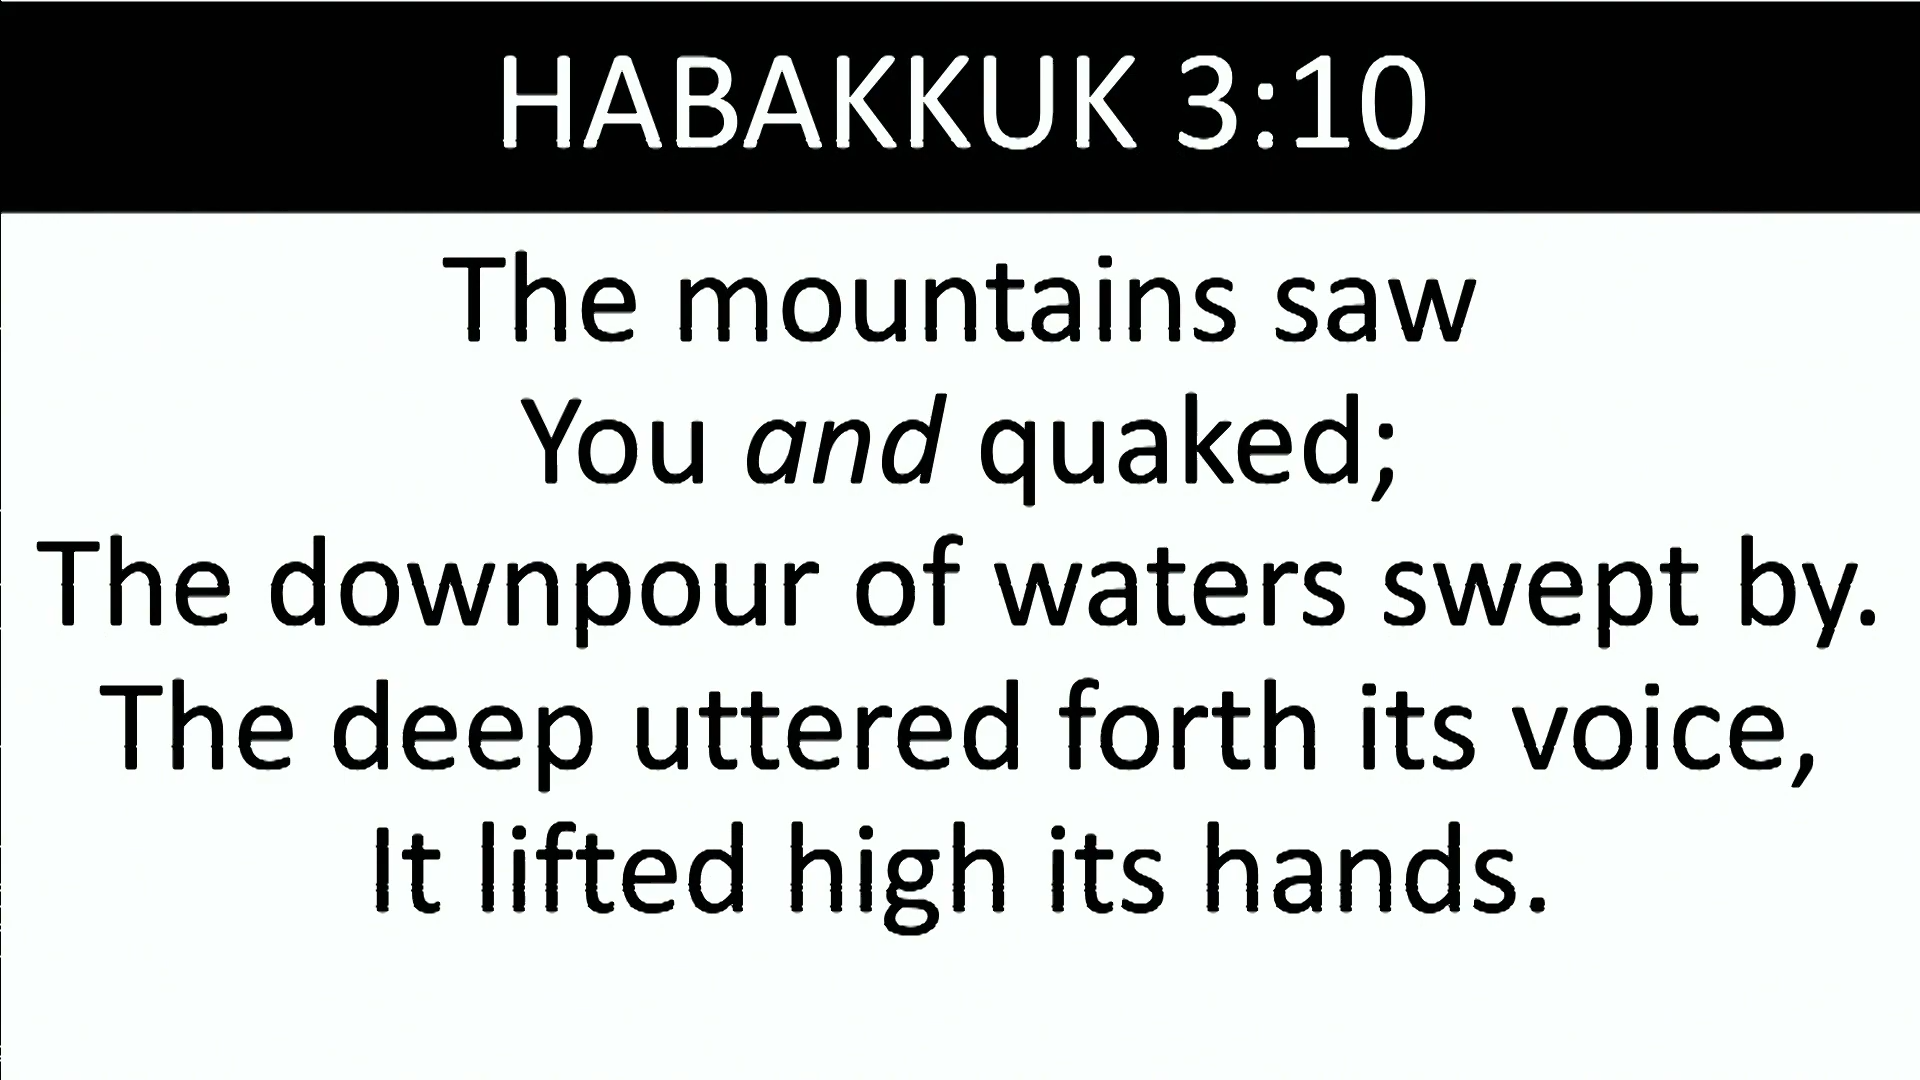 HABAKKUK 3:10
The mountains saw
You and quaked;
The downpour of waters swept by.
The deep uttered forth its voice,
It lifted high its hands.